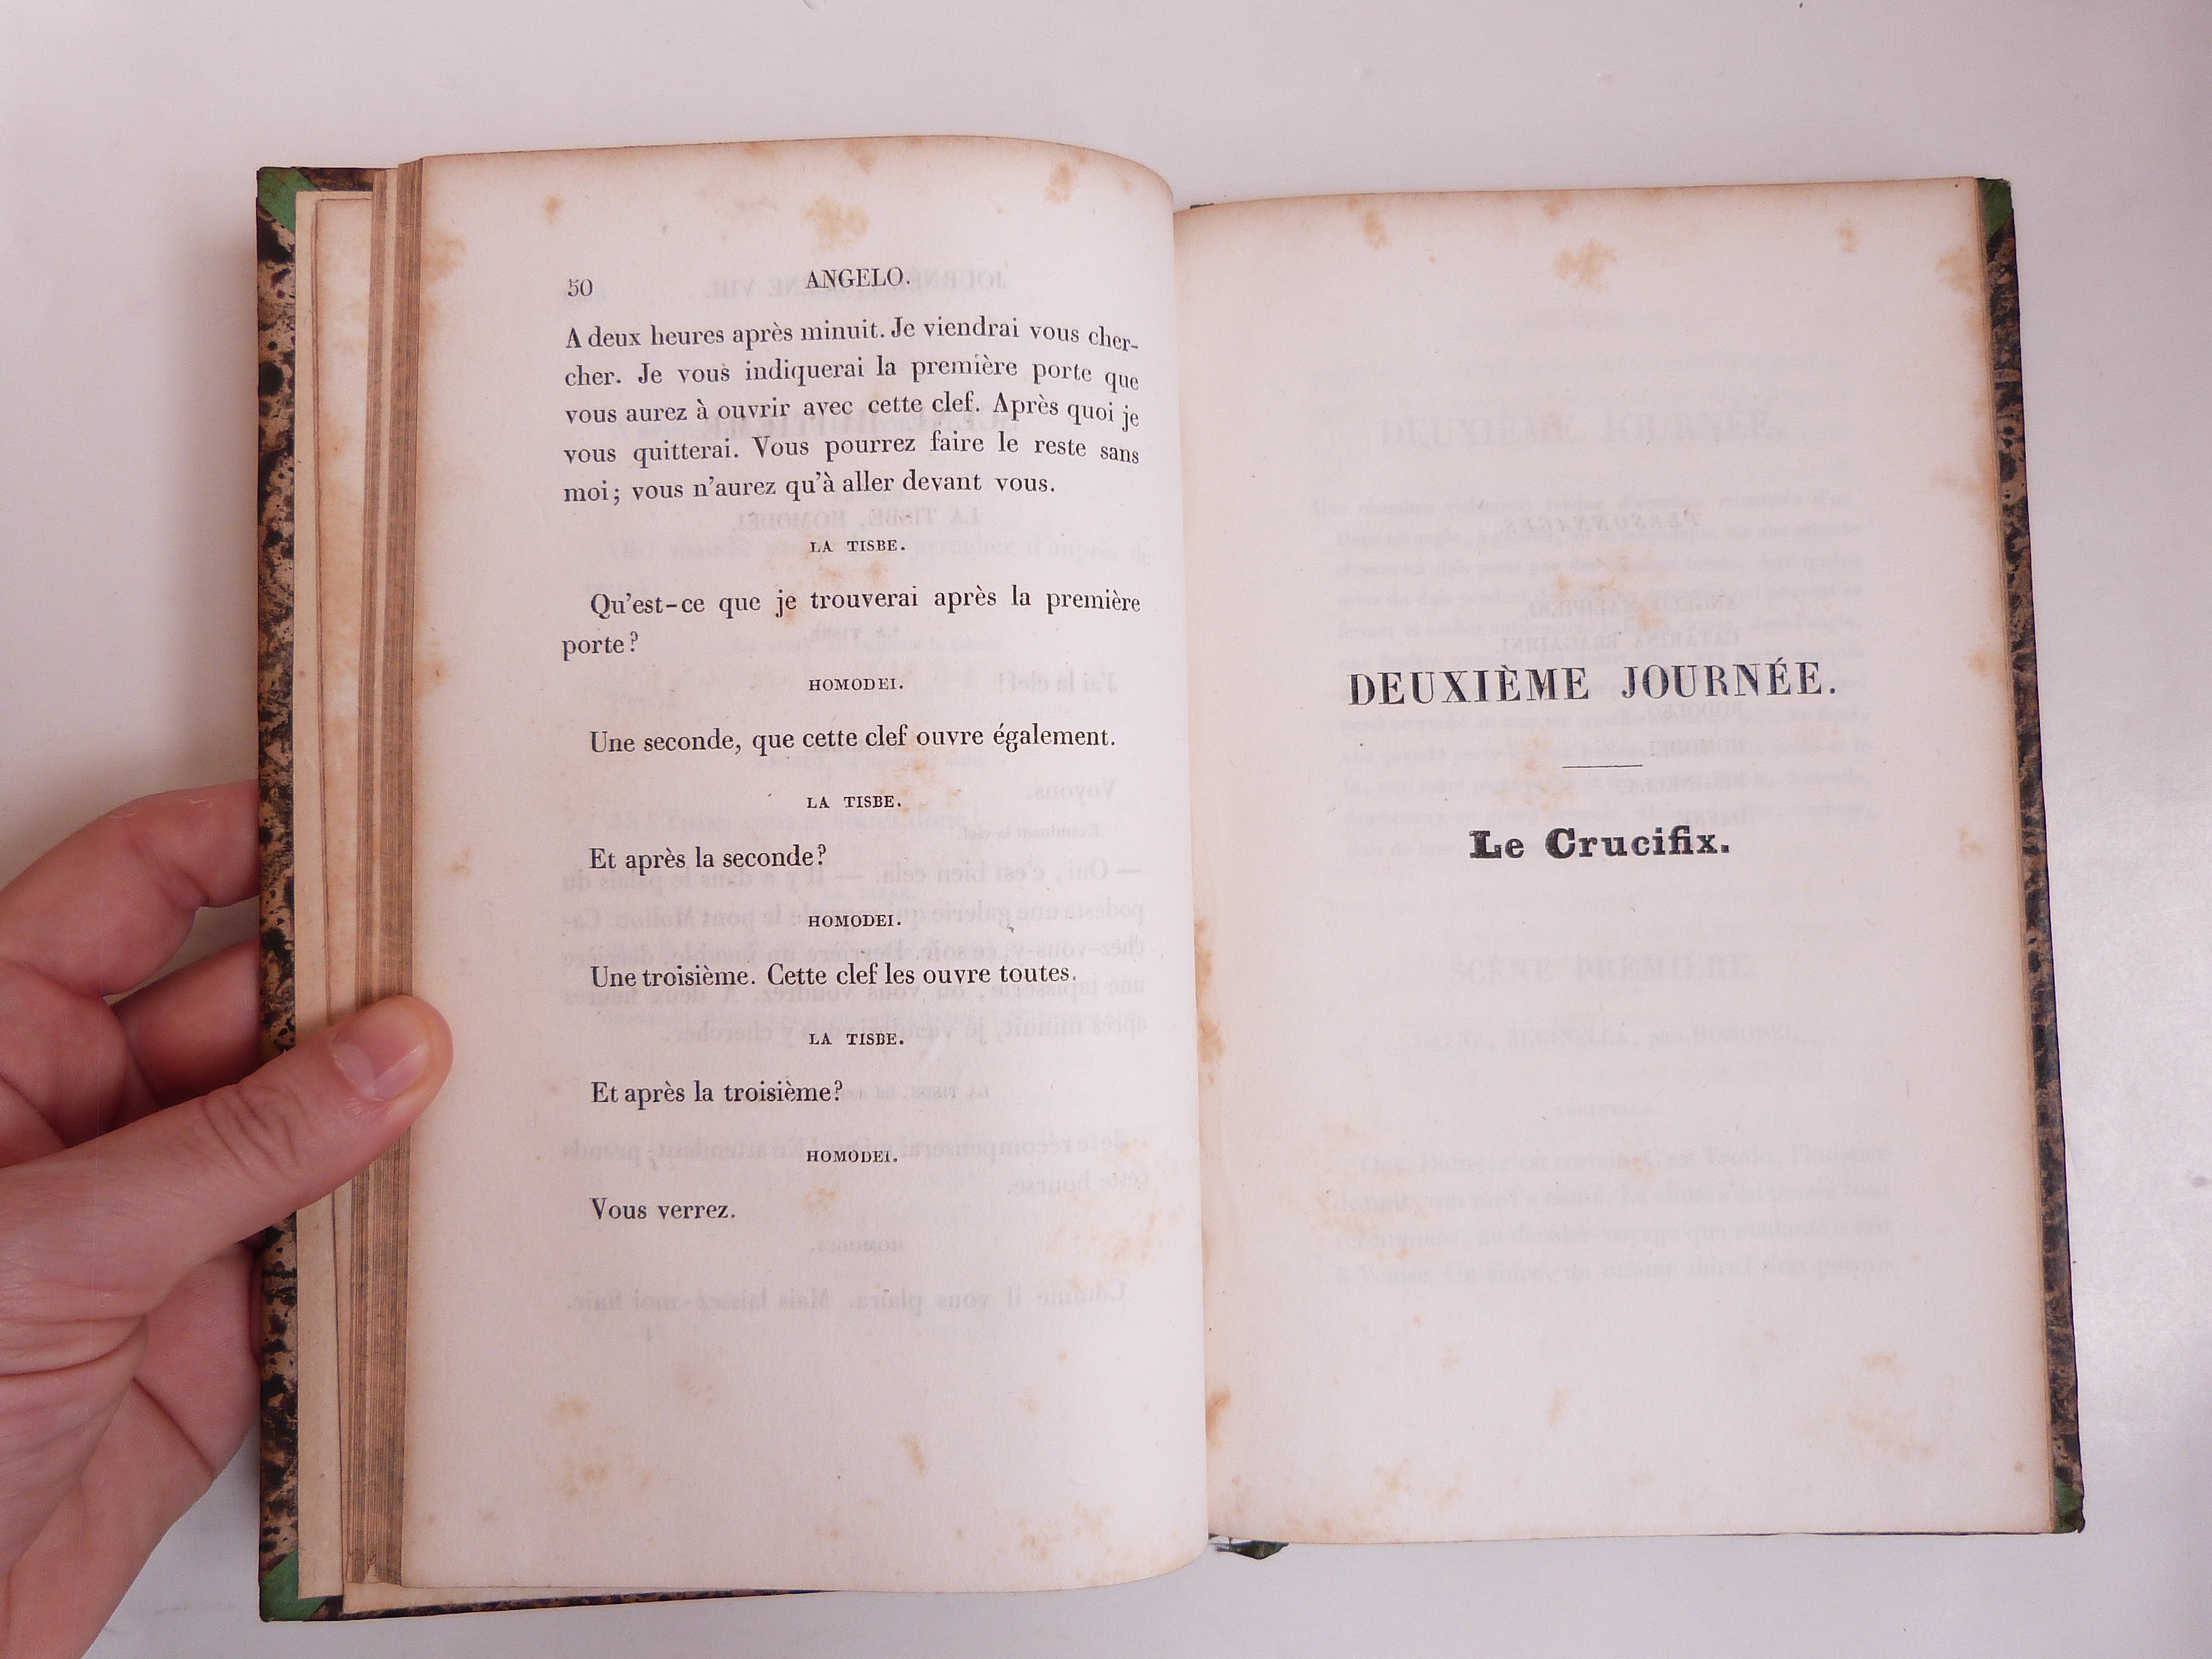 50 ANGELO.
A deux heures après minuit. Je viendrai vous cher-
cher. Je vous indiquerai la première porte que
vous aurez à ouvrir avec cette clef. Après quoi je
vous quitterai. Vous pourrez faire le reste sans
moi; vous n'aurez qu'à aller devant vous.
LA TISBE.
Qu'est-ce que je trouverai après la première
porte?
HOMODEI.
Une seconde, que cette clef ouvre également.
LA TISBE.
Et après la seconde?
HOMODEI.
Une troisième. Cette clef les ouvre toutes.
LA TISBE.
Et après la troisième?
HOMODEI.
Vous verrez.
DEUXIÈME JOURNÉE.
Le Crucifix.